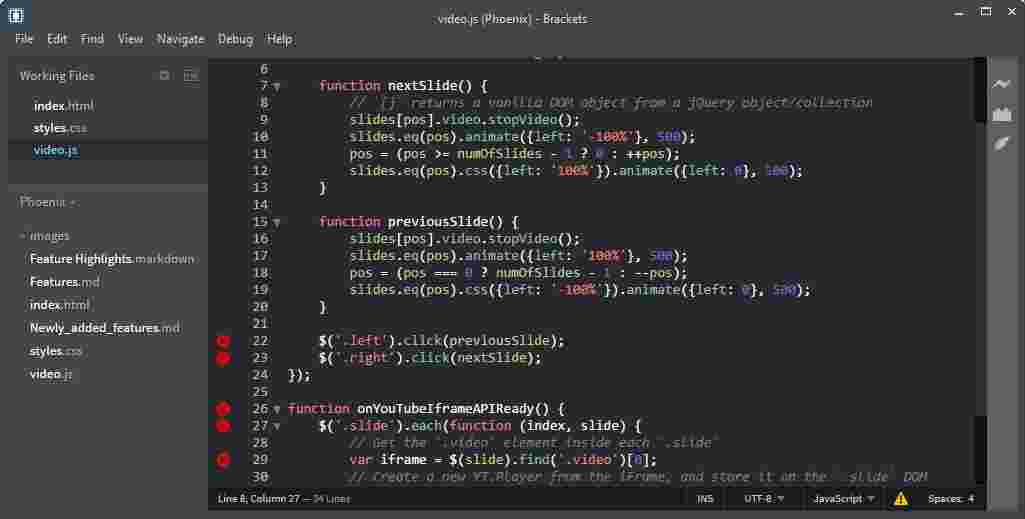 video.js (Phoenix) - Brackets
File Edit Find View Navigate Debug Help
Working Files
index.html
styles.css
video.js
Phoenix
images
Feature Highlights.markdown
Features.md
index.html
Newly_added_features.md
styles.css
video.js
6
7 function nextSlide() {
8 // `[]` returns a vanilla DOM object from a jQuery object/collection
9 slides[pos].video.stopVideo();
10 slides.eq(pos).animate({left: '-100%'}, 500);
11 pos = (pos >= numOfSlides - 1 ? 0 : ++pos);
12 slides.eq(pos).css({left: '100%'}).animate({left: 0}, 500);
13 }
14
15 function previousSlide() {
16 slides[pos].video.stopVideo();
17 slides.eq(pos).animate({left: '100%'}, 500);
18 pos = (pos === 0 ? numOfSlides - 1 : --pos);
19 slides.eq(pos).css({left: '-100%'}).animate({left: 0}, 500);
20 }
21
22 $('.left').click(previousSlide);
23 $('.right').click(nextSlide);
24 });
25
26 function onYouTubeIframeAPIReady() {
27 $('.slide').each(function (index, slide) {
28 // Get the `.video` element inside each `.slide`
29 var iframe = $(slide).find('.video')[0];
30 // Create a new YT.Player from the iFrame, and store it on the `.slide` DOM
Line 8, Column 27 — 34 Lines INS UTF-8 JavaScript Spaces: 4